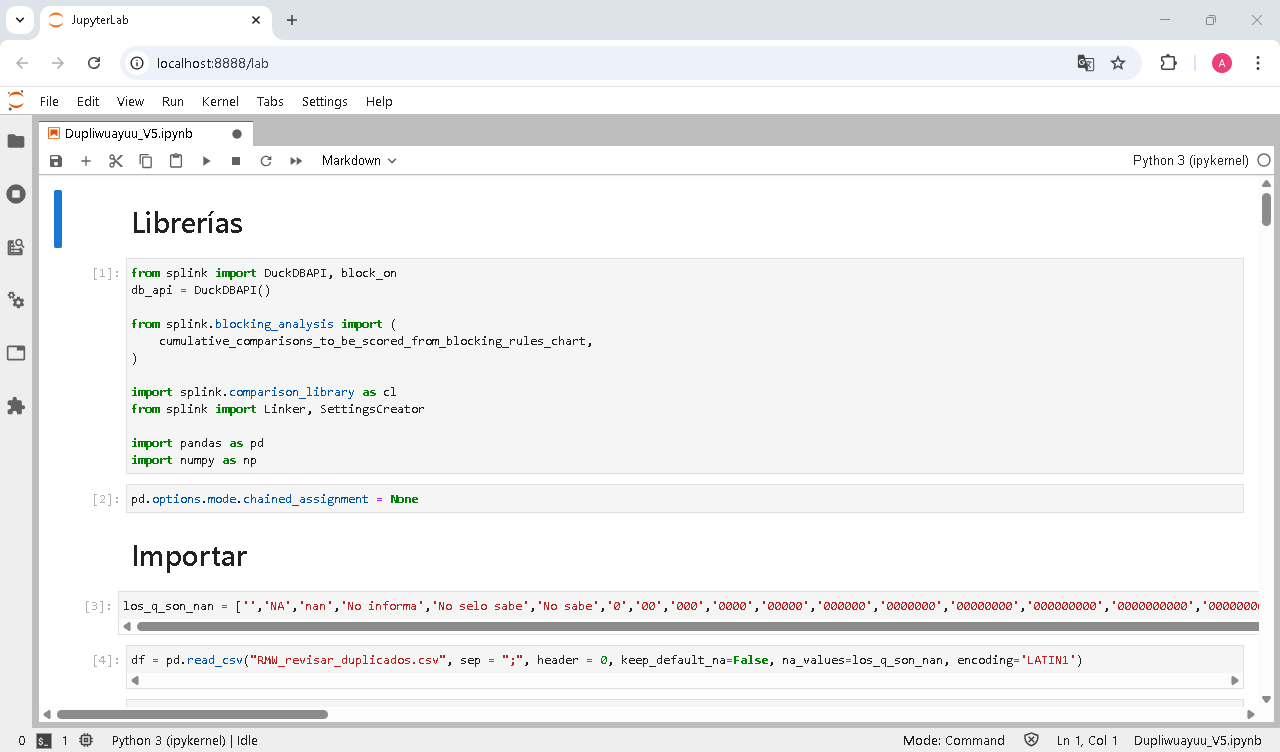 JupyterLab
localhost:8888/lab
A
File Edit View Run Kernel Tabs Settings Help
Dupliwuayuu_V5.ipynb
Markdown
Python 3 (ipykernel)
Librerías
[1]:
from splink import DuckDBAPI, block_on
db_api = DuckDBAPI()
from splink.blocking_analysis import (
cumulative_comparisons_to_be_scored_from_blocking_rules_chart,
)
import splink.comparison_library as cl
from splink import Linker, SettingsCreator
import pandas as pd
import numpy as np
[2]: pd.options.mode.chained_assignment = None
Importar
[3]: los_q_son_nan = ['','NA','nan','No informa','No selo sabe','No sabe','0','00','000','0000','00000','000000','0000000','00000000','000000000','0000000000','0000000
[4]: df = pd.read_csv("RMW_revisar_duplicados.csv", sep = ";", header = 0, keep_default_na=False, na_values=los_q_son_nan, encoding='LATIN1')
0 $_ 1 Python 3 (ipykernel) | Idle Mode: Command Ln 1, Col 1 Dupliwuayuu_V5.ipynb